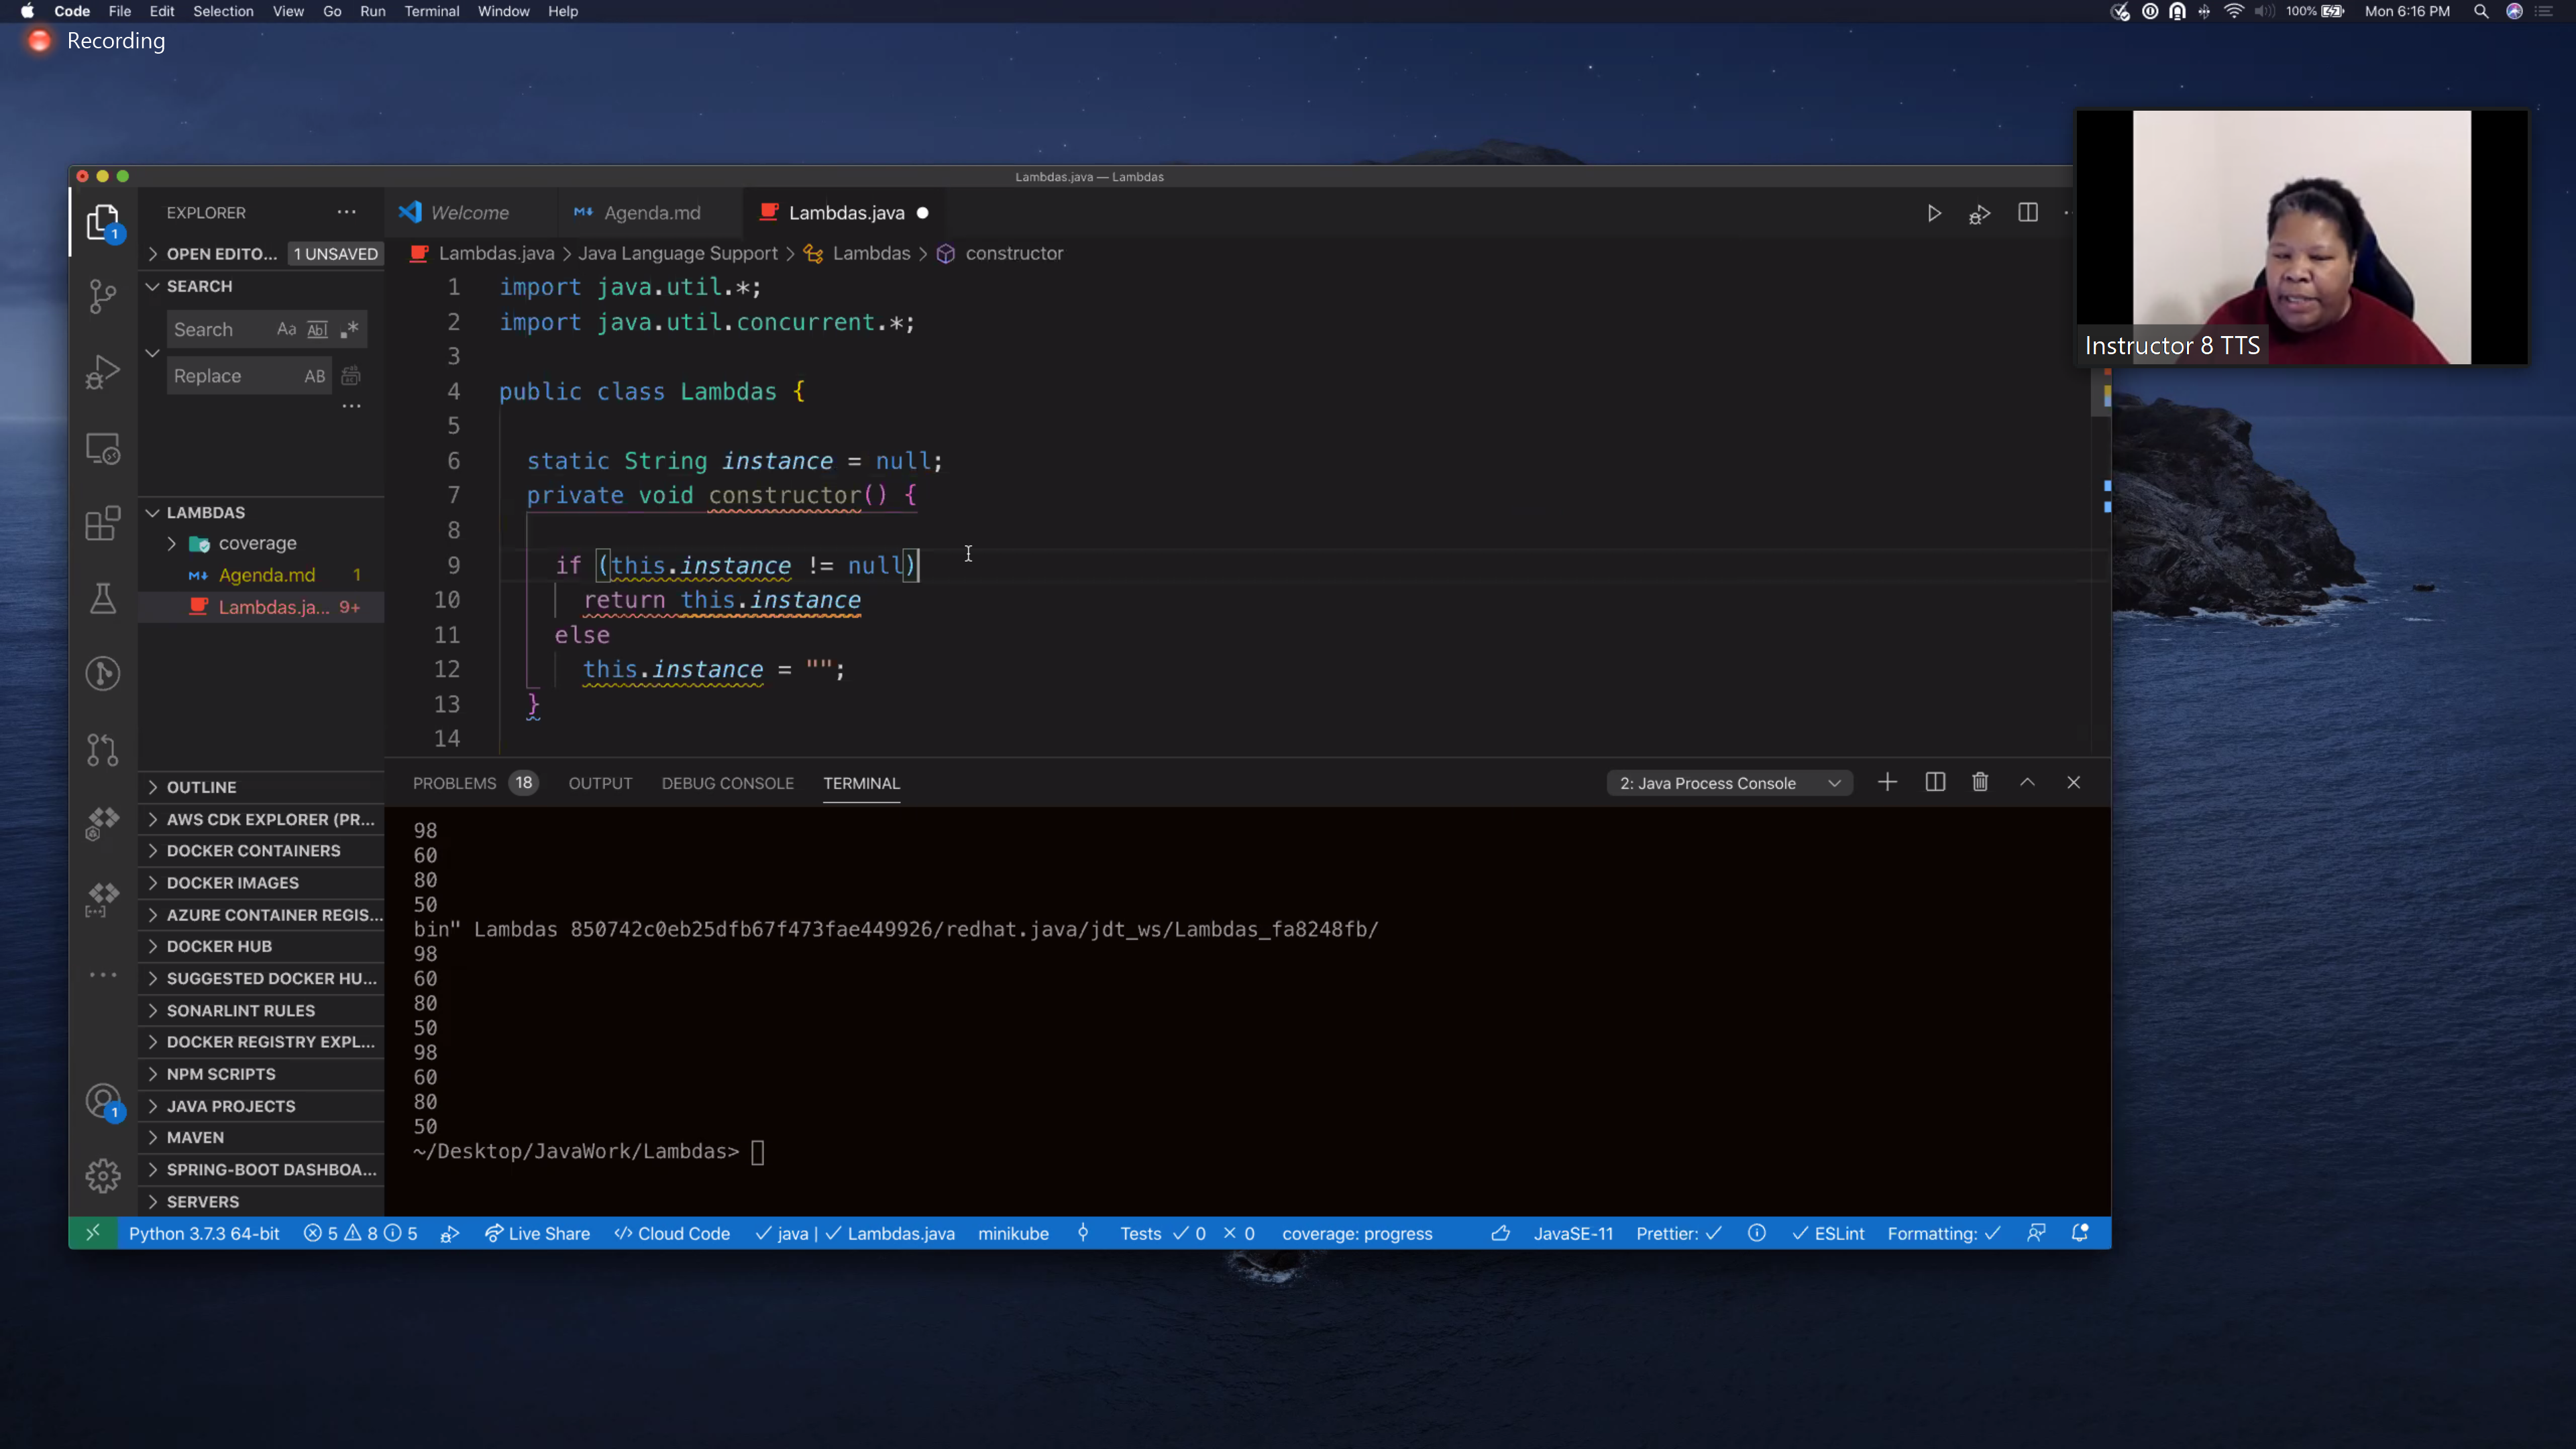 Code File Edit Selection View Go Run Terminal Window Help
100% Mon 6:16 PM
Recording
Instructor 8 TTS
Lambdas.java — Lambdas
EXPLORER ...
Welcome
Agenda.md
Lambdas.java
OPEN EDITO... 1 UNSAVED
Lambdas.java > Java Language Support > Lambdas > constructor
SEARCH
Search Aa Abl .*
Replace AB
...
LAMBDAS
coverage
Agenda.md 1
Lambdas.ja... 9+
1
1 import java.util.*;
2 import java.util.concurrent.*;
3
4 public class Lambdas {
5
6 static String instance = null;
7 private void constructor() {
8
9 if (this.instance != null)
10 return this.instance
11 else
12 this.instance = "";
13 }
14
OUTLINE
AWS CDK EXPLORER (PR...
DOCKER CONTAINERS
DOCKER IMAGES
AZURE CONTAINER REGIS...
DOCKER HUB
SUGGESTED DOCKER HU...
SONARLINT RULES
DOCKER REGISTRY EXPL...
NPM SCRIPTS
JAVA PROJECTS
MAVEN
SPRING-BOOT DASHBOA...
SERVERS
1
PROBLEMS 18 OUTPUT DEBUG CONSOLE TERMINAL
2: Java Process Console
98
60
80
50
bin" Lambdas 850742c0eb25dfb67f473fae449926/redhat.java/jdt_ws/Lambdas_fa8248fb/
98
60
80
50
98
60
80
50
~/Desktop/JavaWork/Lambdas>
Python 3.7.3 64-bit 5 8 5 Live Share Cloud Code java | Lambdas.java minikube Tests 0 0 coverage: progress JavaSE-11 Prettier: ESLint Formatting: